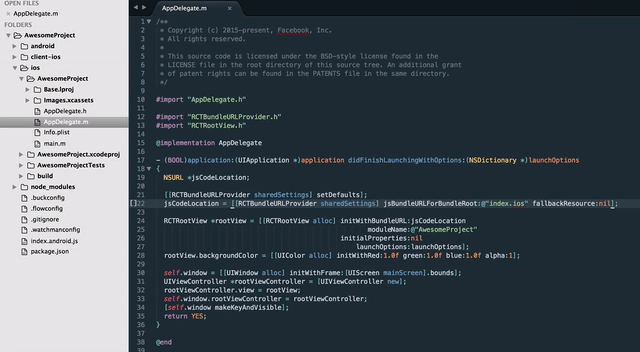 OPEN FILES
AppDelegate.m
FOLDERS
AwesomeProject
android
client-ios
ios
AwesomeProject
Base.lproj
Images.xcassets
AppDelegate.h
AppDelegate.m
Info.plist
main.m
AwesomeProject.xcodeproj
AwesomeProjectTests
build
node_modules
.buckconfig
.flowconfig
.gitignore
.watchmanconfig
index.android.js
package.json
AppDelegate.m
1 /**
2 * Copyright (c) 2015-present, Facebook, Inc.
3 * All rights reserved.
4 *
5 * This source code is licensed under the BSD-style license found in the
6 * LICENSE file in the root directory of this source tree. An additional grant
7 * of patent rights can be found in the PATENTS file in the same directory.
8 */
9
10 #import "AppDelegate.h"
11
12 #import "RCTBundleURLProvider.h"
13 #import "RCTRootView.h"
14
15 @implementation AppDelegate
16
17 - (BOOL)application:(UIApplication *)application didFinishLaunchingWithOptions:(NSDictionary *)launchOptions
18 {
19 NSURL *jsCodeLocation;
20
21 [[RCTBundleURLProvider sharedSettings] setDefaults];
22 jsCodeLocation = [[RCTBundleURLProvider sharedSettings] jsBundleURLForBundleRoot:@"index.ios" fallbackResource:nil];
23
24 RCTRootView *rootView = [[RCTRootView alloc] initWithBundleURL:jsCodeLocation
25 moduleName:@"AwesomeProject"
26 initialProperties:nil
27 launchOptions:launchOptions];
28 rootView.backgroundColor = [[UIColor alloc] initWithRed:1.0f green:1.0f blue:1.0f alpha:1];
29
30 self.window = [[UIWindow alloc] initWithFrame:[UIScreen mainScreen].bounds];
31 UIViewController *rootViewController = [UIViewController new];
32 rootViewController.view = rootView;
33 self.window.rootViewController = rootViewController;
34 [self.window makeKeyAndVisible];
35 return YES;
36 }
37
38 @end
39